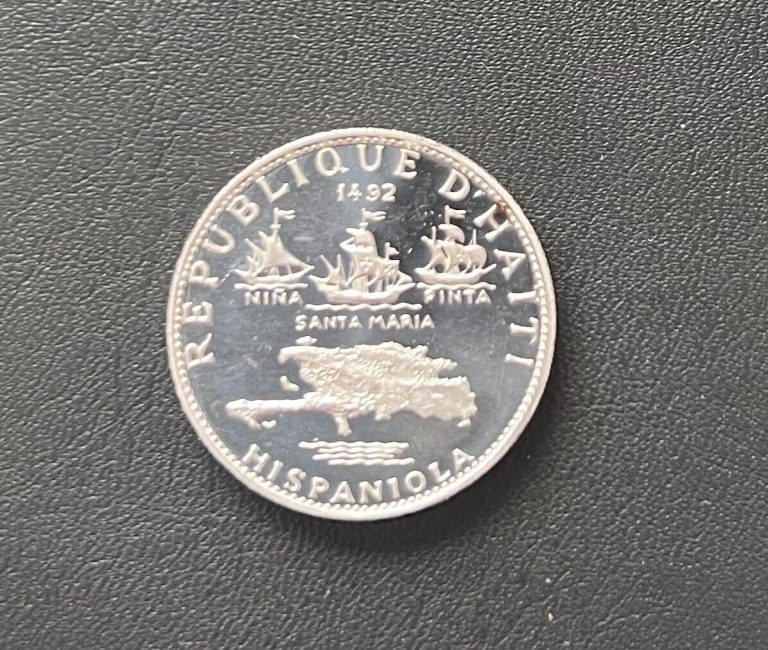 REPUBLIQUE D'HAITI
1492
NIÑA PINTA
SANTA MARIA
HISPANIOLA